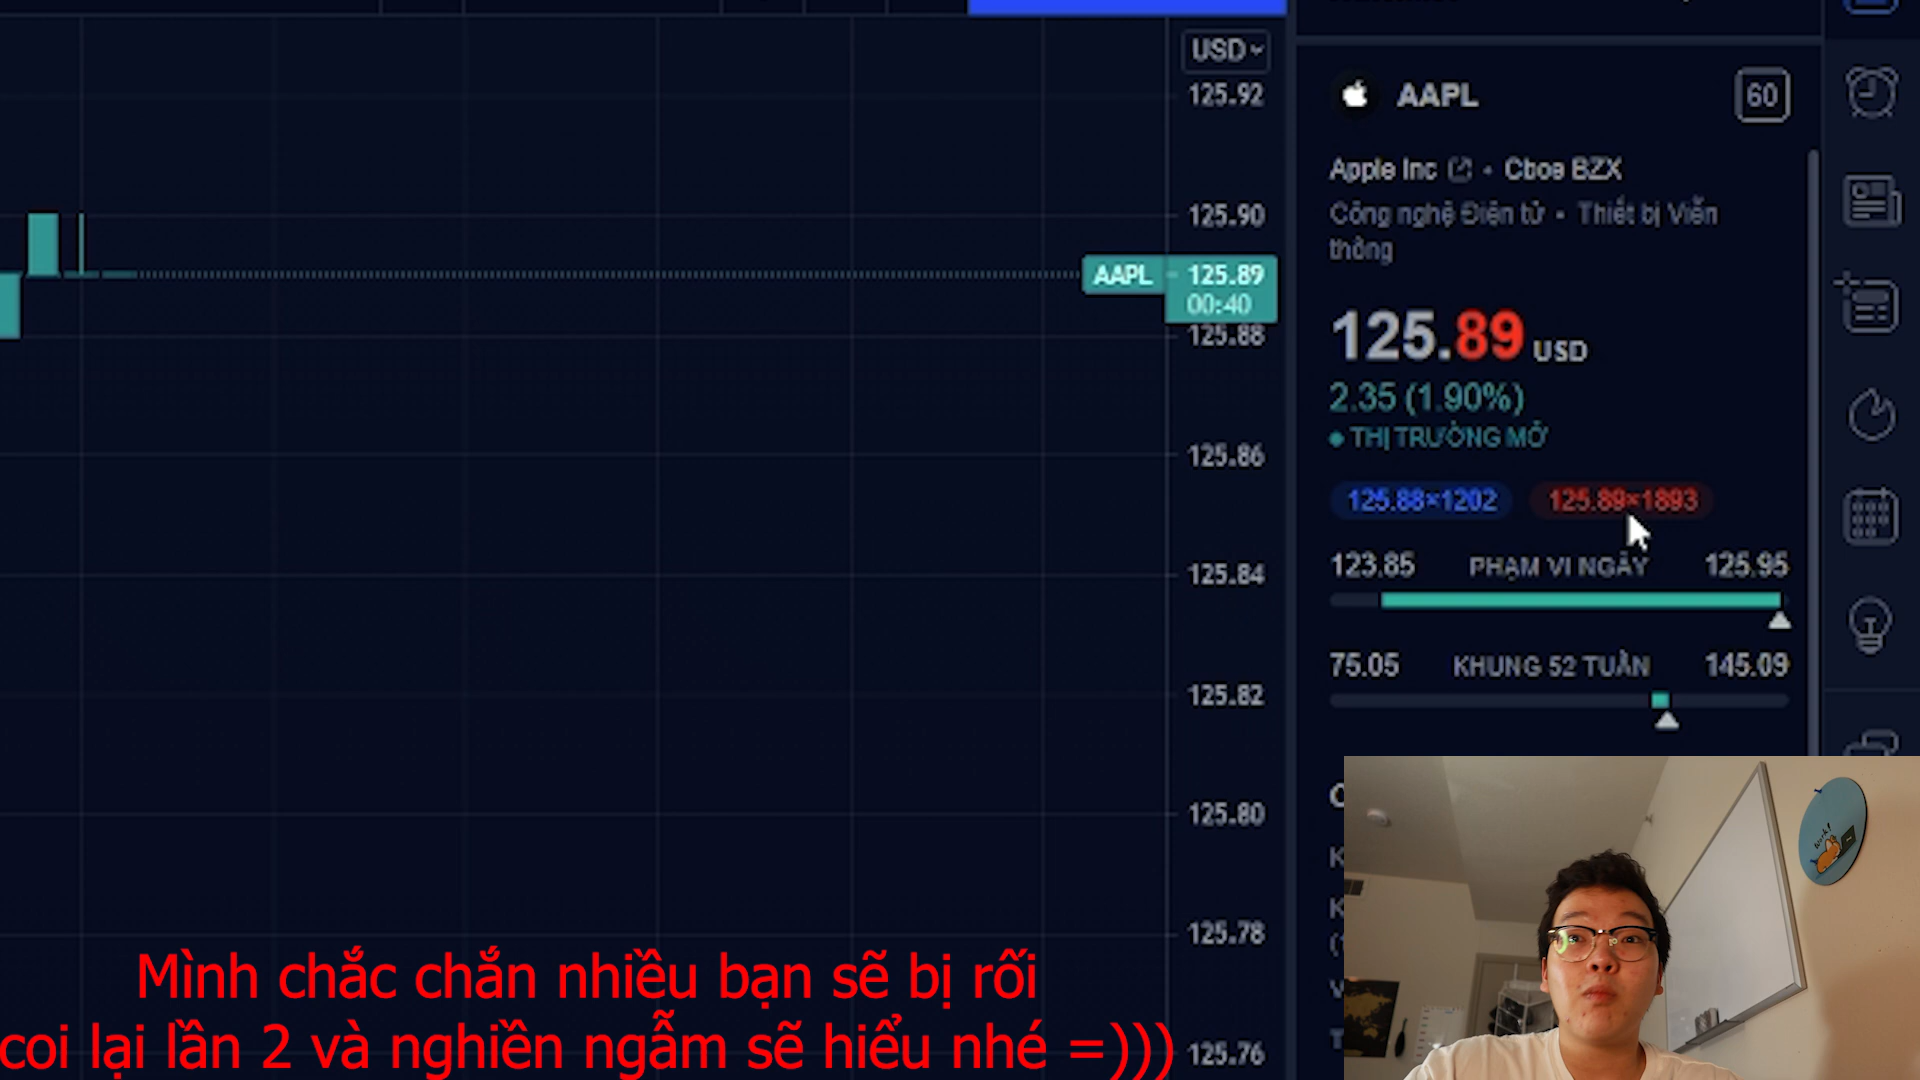 USD
125.92
125.90
AAPL 125.89
00:40
125.88
125.86
125.84
125.82
125.80
125.78
125.76
AAPL
60
Apple Inc • Cboe BZX
Công nghệ Điện tử • Thiết bị Viễn
thông
125.89 USD
2.35 (1.90%)
THỊ TRƯỜNG MỞ
125.88×1202 125.89×1893
123.85 PHẠM VI NGÀY 125.95
75.05 KHUNG 52 TUẦN 145.09
Mình chắc chắn nhiều bạn sẽ bị rối
coi lại lần 2 và nghiền ngẫm sẽ hiểu nhé =)))